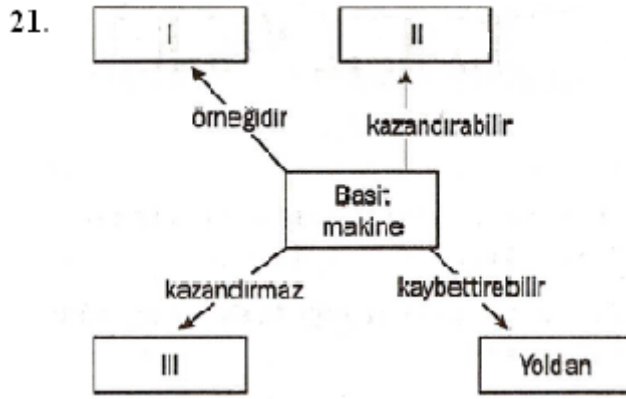 21.
I
II
örneğidir
kazandırabilir
Basit
makine
kazandırmaz
kaybettirebilir
III
Yoldan